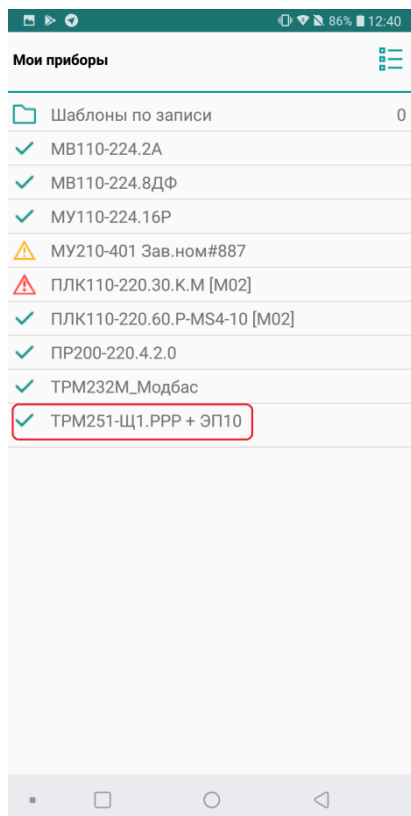 86% 12:40
Мои приборы
Шаблоны по записи 0
МВ110-224.2А
МВ110-224.8ДФ
МУ110-224.16Р
МУ210-401 Зав.ном#887
ПЛК110-220.30.K.M [M02]
ПЛК110-220.60.P-MS4-10 [M02]
ПР200-220.4.2.0
ТРМ232М_Модбас
ТРМ251-Щ1.РРР + ЭП10